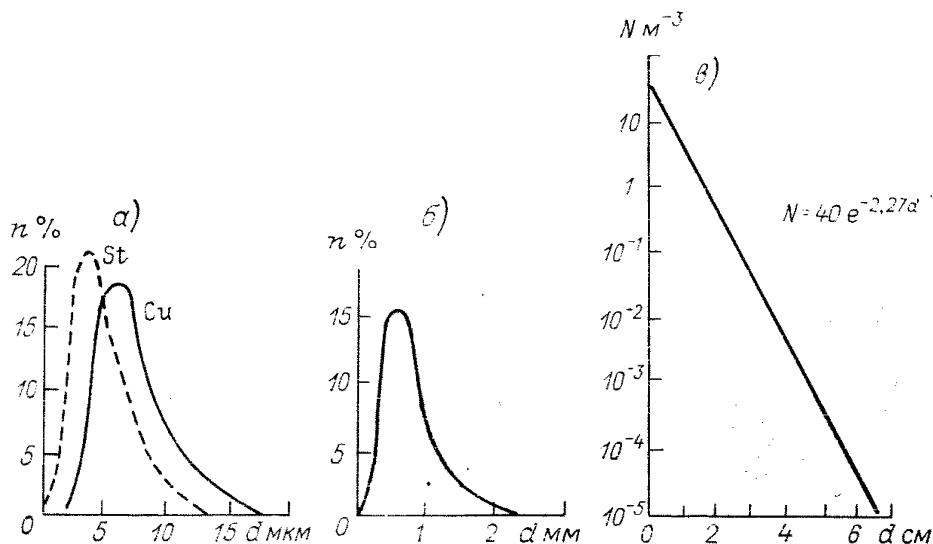 а)
n %
St
Cu
20
15
10
5
0
5
10
15 d мкм
б)
n %
15
10
5
0
1
2 d мм
в)
N м⁻³
10
1
10⁻¹
10⁻²
10⁻³
10⁻⁴
10⁻⁵
0
2
4
6 d см
N = 40 e⁻²,²⁷ᵈ